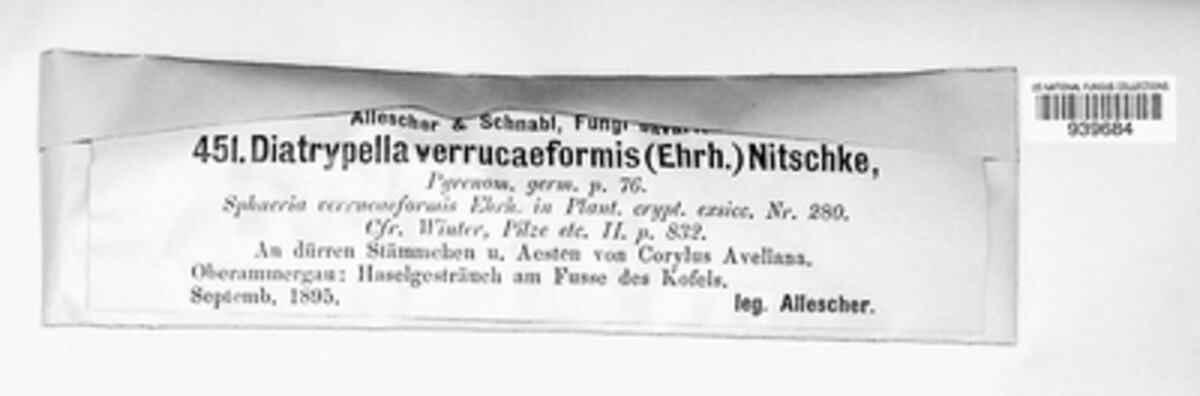 Allescher & Schnabl, Fungi
451. Diatrypella verrucaeformis (Ehrh.) Nitschke,
Pyrenom. germ. p. 76.
Sphaeria verrucaeformis Ehrh. in Plant. crypt. exsicc. Nr. 280.
Cfr. Winter, Pilze etc. II. p. 832.
An dürren Stämmchen u. Aesten von Corylus Avellana.
Oberammergau: Haselgesträuch am Fusse des Kofels.
Septemb. 1895.
leg. Allescher.
US NATIONAL FUNGUS COLLECTIONS
939684